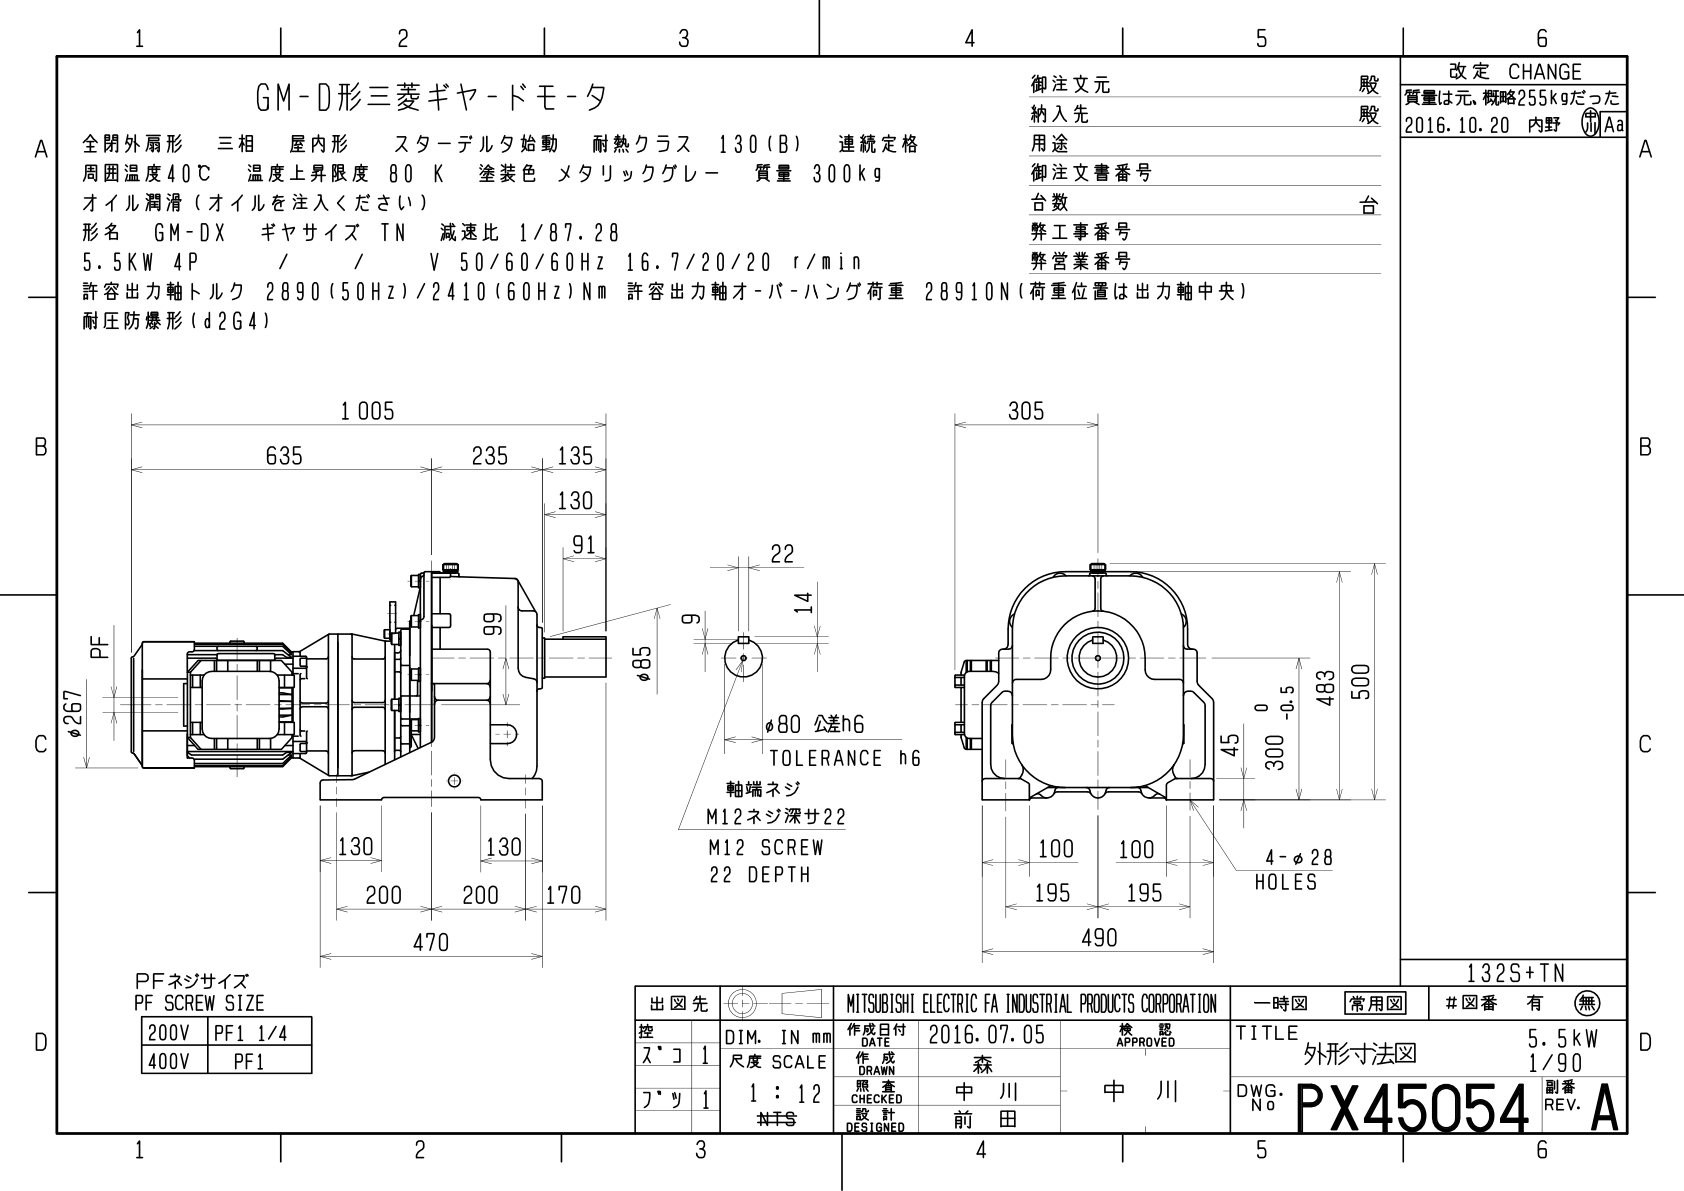 1 2 3 4 5 6
GM-D形三菱ギヤードモータ
全閉外扇形 三相 屋内形 スターデルタ始動 耐熱クラス 130(B) 連続定格
周囲温度40℃ 温度上昇限度 80 K 塗装色 メタリックグレー 質量 300kg
オイル潤滑(オイルを注入ください)
形名 GM-DX ギヤサイズ TN 減速比 1/87.28
5.5KW 4P / / V 50/60/60Hz 16.7/20/20 r/min
許容出力軸トルク 2890(50Hz)/2410(60Hz)Nm 許容出力軸オ-バ-ハング荷重 28910N(荷重位置は出力軸中央)
耐圧防爆形(d2G4)
御注文元 殿
納入先 殿
用途
御注文書番号
台数 台
弊工事番号
弊営業番号
改定 CHANGE
質量は元、概略255kgだった
2016.10.20 内野 中川 Aa
A
B
C
D
A
B
C
D
1 005
635 235 135
130
91
99
PF
φ267
φ85
130 130
200 200 170
470
22
9
14
φ80 公差h6
TOLERANCE h6
軸端ネジ
M12ネジ深サ22
M12 SCREW
22 DEPTH
305
45
300 0 -0.5
483
500
100 100
195 195
490
4-φ28
HOLES
PFネジサイズ
PF SCREW SIZE
200V PF1 1/4
400V PF1
132S+TN
出図先
控
ズコ 1
ブツ 1
DIM. IN mm
尺度 SCALE
1 : 12
NTS
MITSUBISHI ELECTRIC FA INDUSTRIAL PRODUCTS CORPORATION
作成日付 DATE 2016.07.05
作成 DRAWN 森
照査 CHECKED 中川
設計 DESIGNED 前田
検認 APPROVED
中川
一時図 常用図 #図番 有 無
TITLE 外形寸法図
5.5kW
1/90
DWG. No PX45054
副番 REV. A
1 2 3 4 5 6